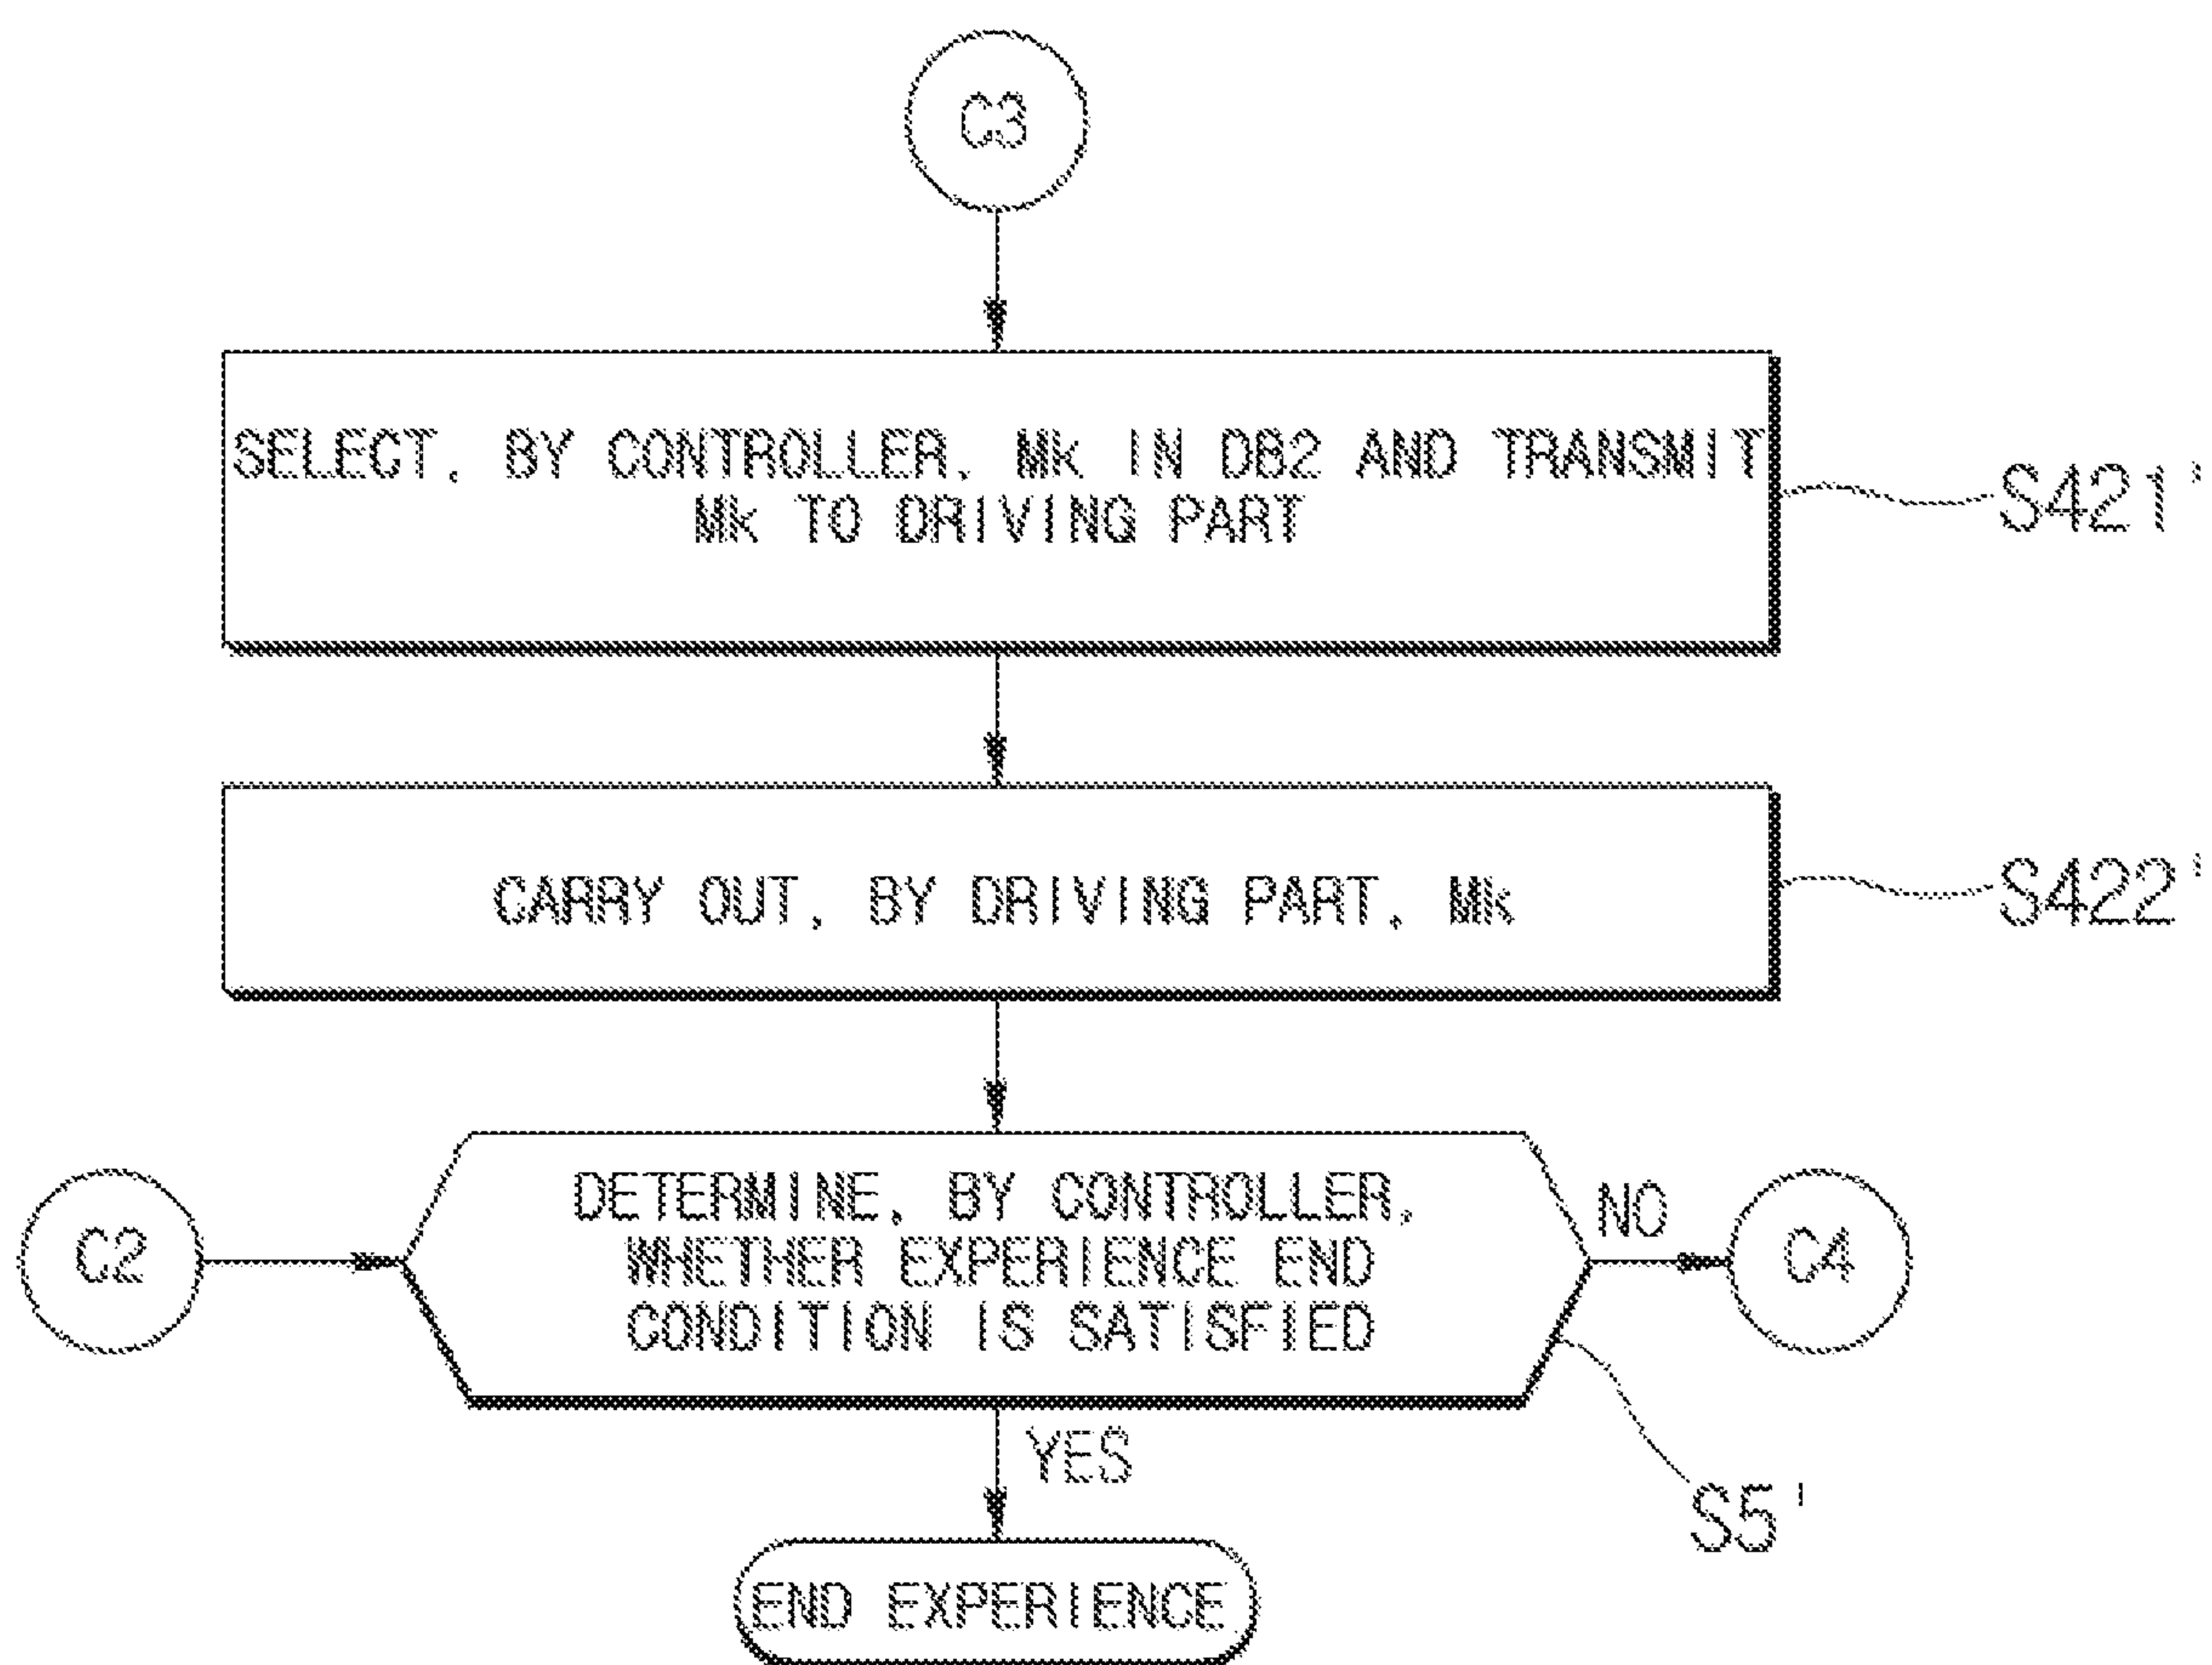 C3
SELECT, BY CONTROLLER, Mk IN DB2 AND TRANSMIT
Mk TO DRIVING PART
S421'
CARRY OUT, BY DRIVING PART, Mk
S422'
C2
DETERMINE, BY CONTROLLER,
WHETHER EXPERIENCE END
CONDITION IS SATISFIED
NO
C4
YES
S5'
END EXPERIENCE